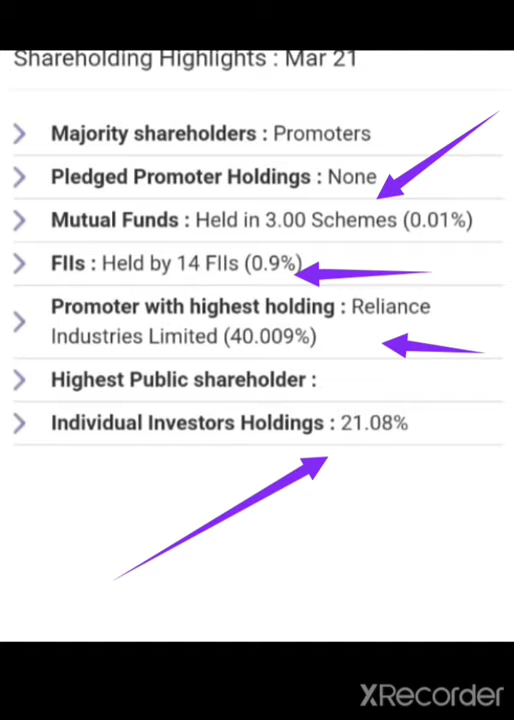 Shareholding Highlights : Mar 21
Majority shareholders : Promoters
Pledged Promoter Holdings : None
Mutual Funds : Held in 3.00 Schemes (0.01%)
FIIs : Held by 14 FIIs (0.9%)
Promoter with highest holding : Reliance
Industries Limited (40.009%)
Highest Public shareholder :
Individual Investors Holdings : 21.08%
XRecorder